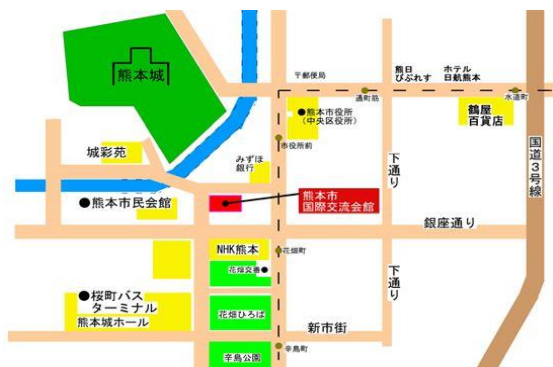 熊本城
〒郵便局
熊日
びぷれす
ホテル
日航熊本
通町筋
水道町
●熊本市役所
(中央区役所)
鶴屋
百貨店
市役所前
城彩苑
みずほ
銀行
下通り
国道3号線
●熊本市民会館
熊本市
国際交流会館
銀座通り
NHK熊本
花畑町
花畑交番●
下通り
●桜町バス
ターミナル
熊本城ホール
花畑ひろば
新市街
辛島町
辛島公園